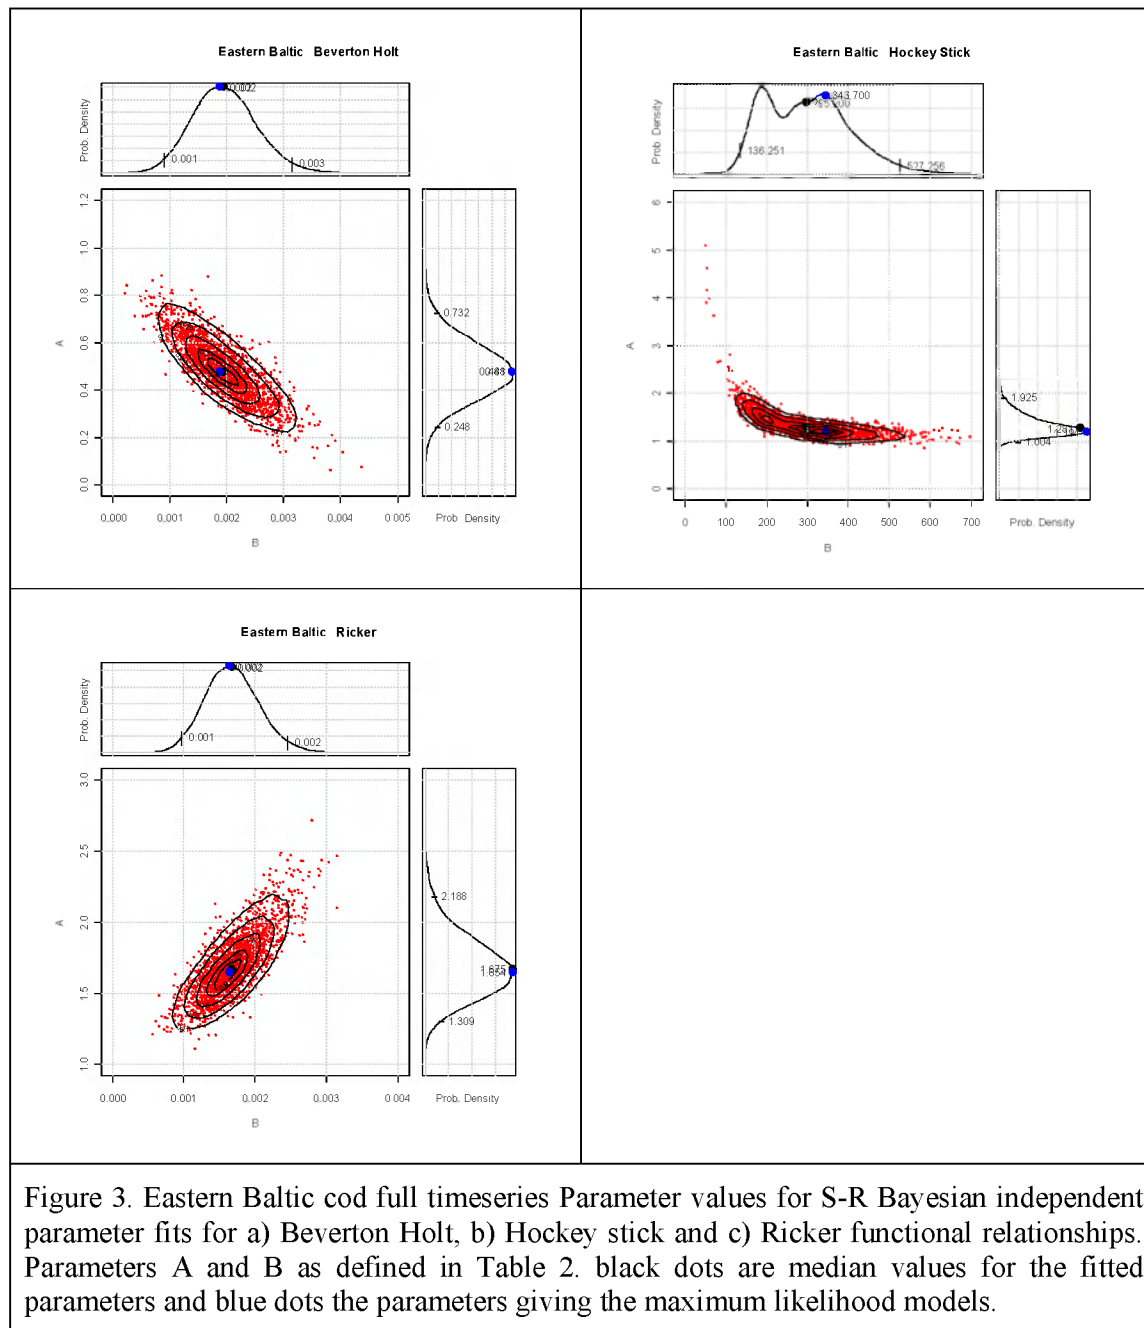 Eastern Baltic Beverton Holt
Prob. Density
0.002
0.001
0.003
A
1.2
1.0
0.8
0.6
0.4
0.2
0.0
0.732
0.248
0.000 0.001 0.002 0.003 0.004 0.005
Prob. Density
B
Eastern Baltic Hockey Stick
Prob. Density
343.700
136.251
527.256
A
6
5
4
3
2
1
0
1.925
1.004
0 100 200 300 400 500 600 700
Prob. Density
B
Eastern Baltic Ricker
Prob. Density
0.002
0.001
0.002
A
3.0
2.5
2.0
1.5
1.0
2.188
1.675
1.654
1.309
0.000 0.001 0.002 0.003 0.004
Prob. Density
B
Figure 3. Eastern Baltic cod full timeseries Parameter values for S-R Bayesian independent
parameter fits for a) Beverton Holt, b) Hockey stick and c) Ricker functional relationships.
Parameters A and B as defined in Table 2. black dots are median values for the fitted
parameters and blue dots the parameters giving the maximum likelihood models.